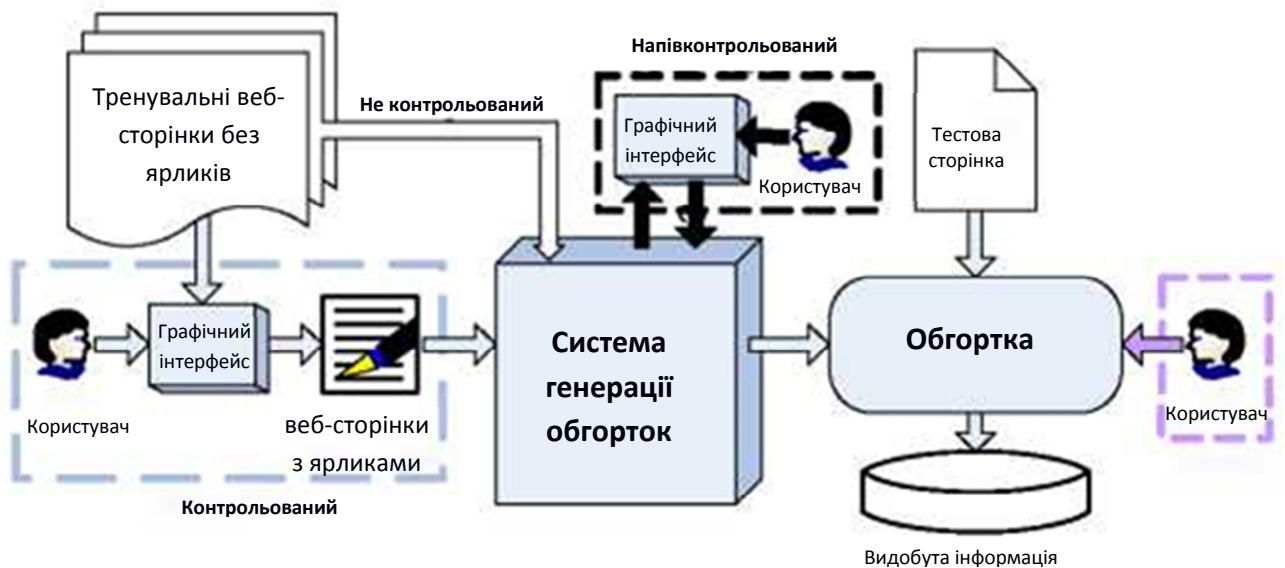 Напівконтрольований
Тренувальні веб-
сторінки без
ярликів
Не контрольований
Графічний
інтерфейс
Користувач
Тестова
сторінка
Графічний
інтерфейс
Користувач
веб-сторінки
з ярликами
Контрольований
Система
генерації
обгорток
Обгортка
Користувач
Видобута інформація